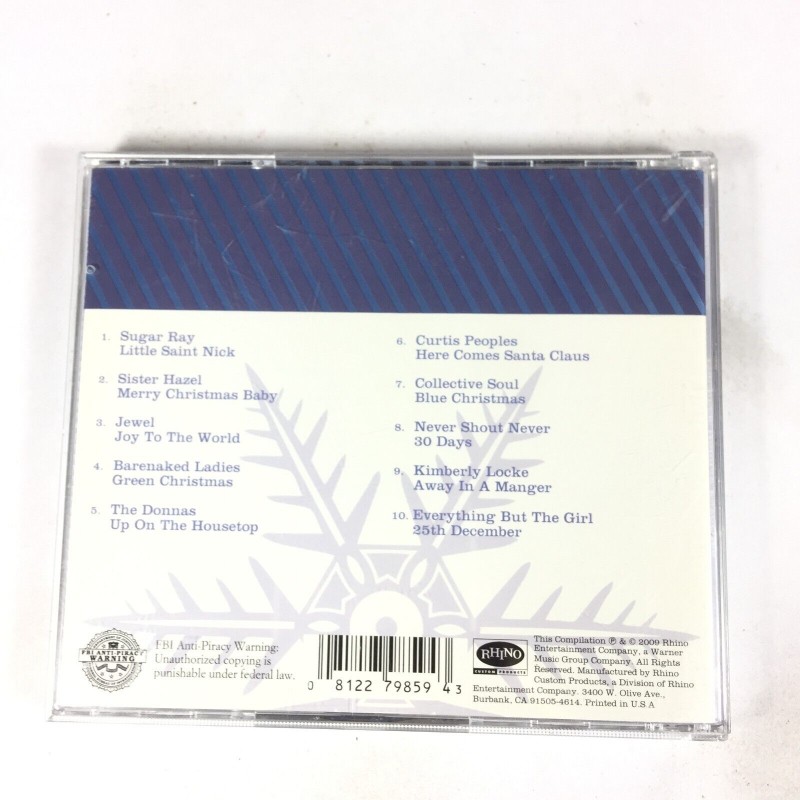 1. Sugar Ray
Little Saint Nick
2. Sister Hazel
Merry Christmas Baby
3. Jewel
Joy To The World
4. Barenaked Ladies
Green Christmas
5. The Donnas
Up On The Housetop
6. Curtis Peoples
Here Comes Santa Claus
7. Collective Soul
Blue Christmas
8. Never Shout Never
30 Days
9. Kimberly Locke
Away In A Manger
10. Everything But The Girl
25th December
FBI ANTI-PIRACY
WARNING
FBI Anti-Piracy Warning:
Unauthorized copying is
punishable under federal law.
0 81227 98594 3
RHINO
CUSTOM PRODUCTS
This Compilation ℗ & © 2009 Rhino
Entertainment Company, a Warner
Music Group Company. All Rights
Reserved. Manufactured by Rhino
Custom Products, a Division of Rhino
Entertainment Company. 3400 W. Olive Ave.,
Burbank, CA 91505-4614. Printed in U.S A